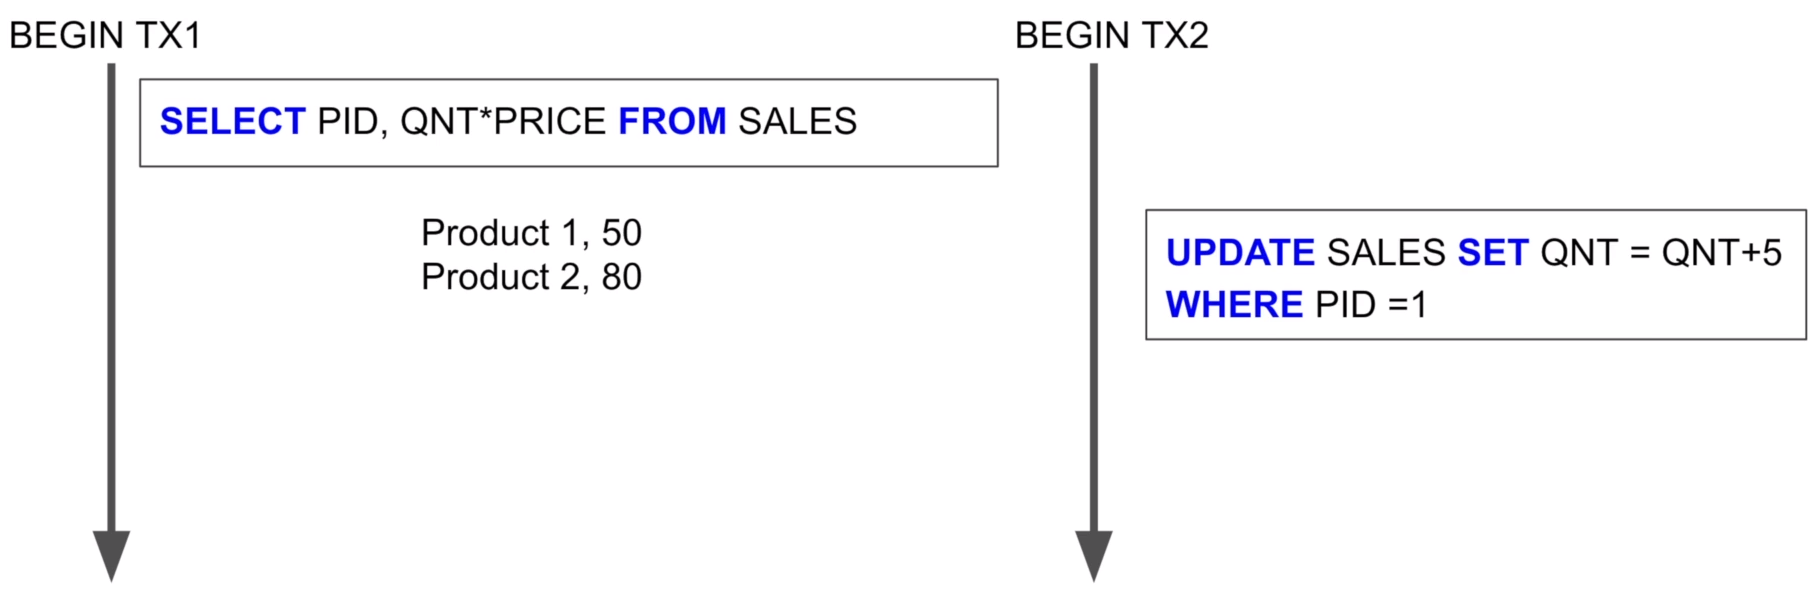 BEGIN TX1
SELECT PID, QNT*PRICE FROM SALES
Product 1, 50
Product 2, 80
BEGIN TX2
UPDATE SALES SET QNT = QNT+5
WHERE PID =1